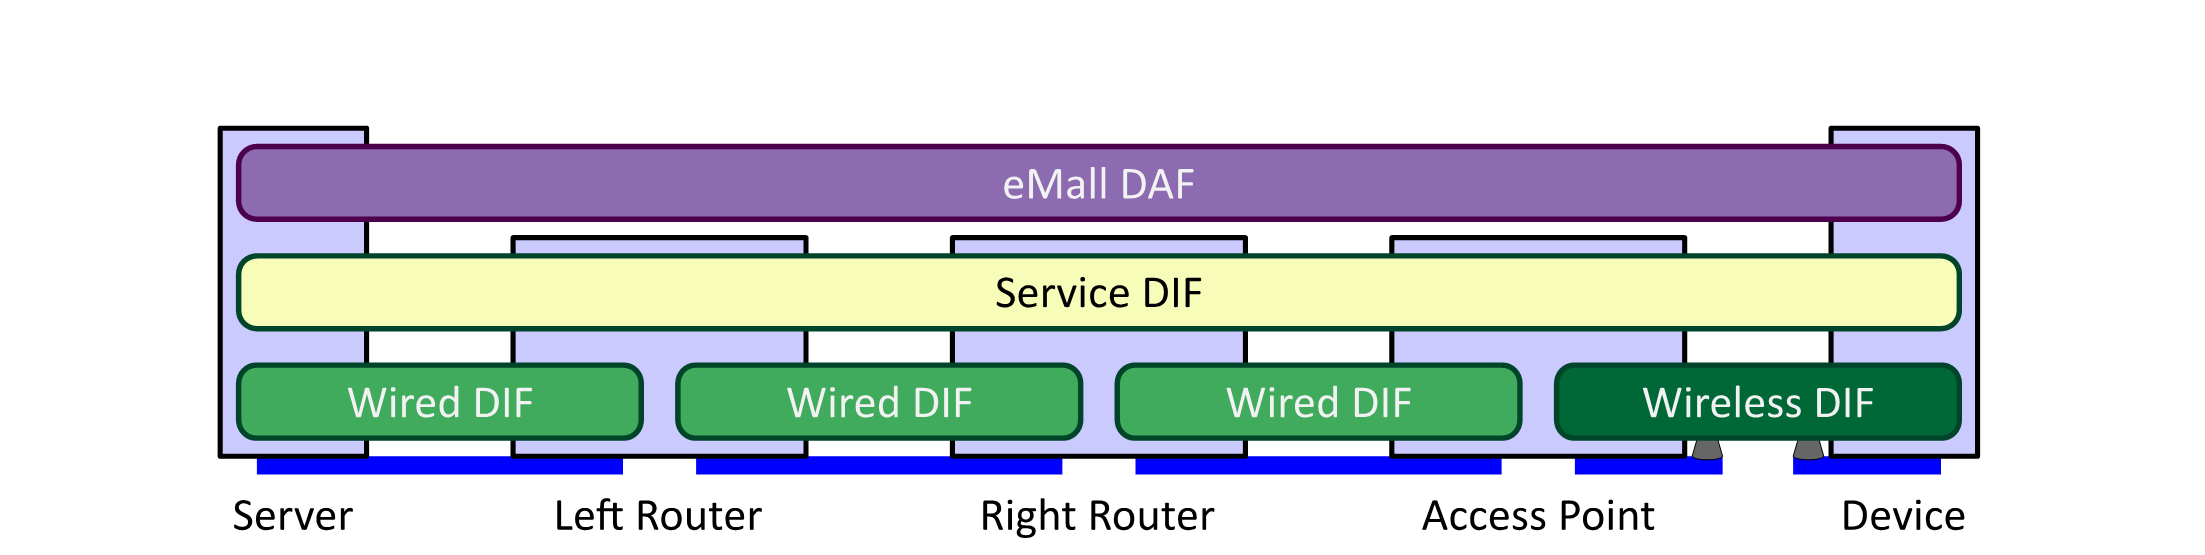 eMall DAF
Service DIF
Wired DIF
Wired DIF
Wired DIF
Wireless DIF
Server
Left Router
Right Router
Access Point
Device